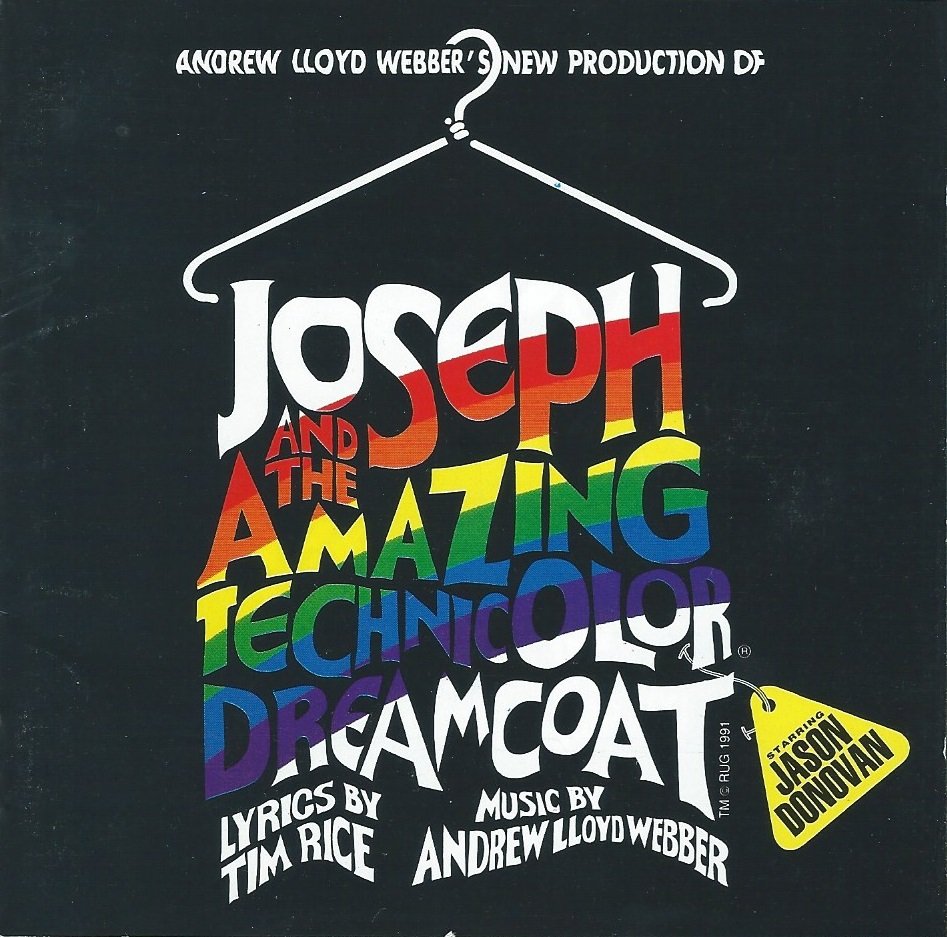 ANDREW LLOYD WEBBER'S NEW PRODUCTION OF
JOSEPH
AND
THE
AMAZING
TECHNICOLOR
DREAMCOAT
®
LYRICS BY
TIM RICE
MUSIC BY
ANDREW LLOYD WEBBER
TM © RUG 1991
STARRING
JASON
DONOVAN